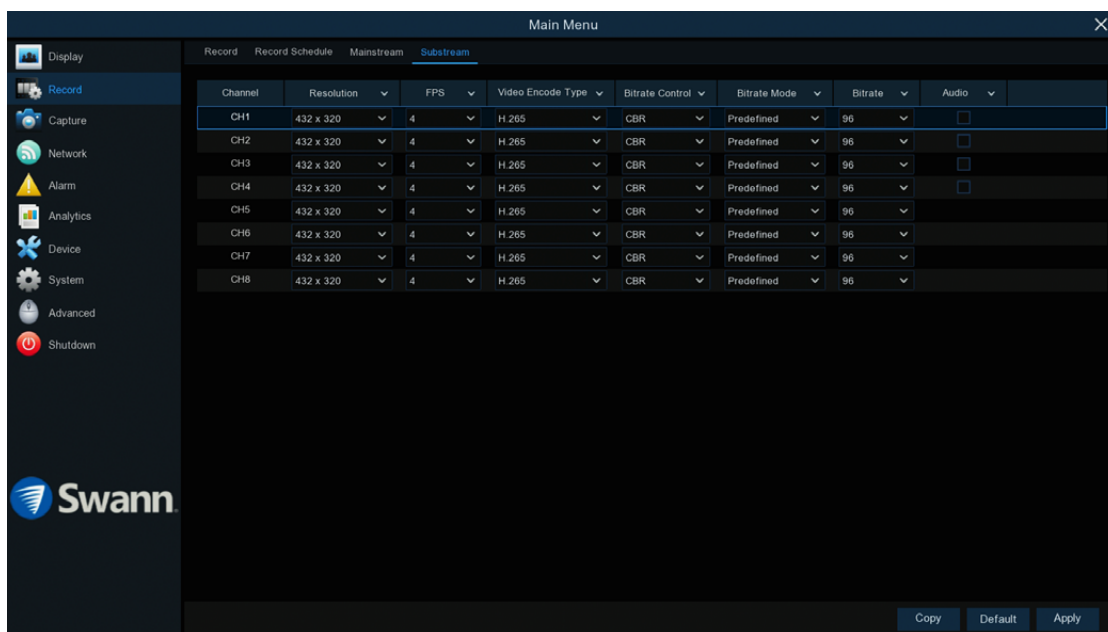 Main Menu
Display
Record
Capture
Network
Alarm
Analytics
Device
System
Advanced
Shutdown
Swann
Record Record Schedule Mainstream Substream
Channel Resolution FPS Video Encode Type Bitrate Control Bitrate Mode Bitrate Audio
CH1 432 x 320 4 H.265 CBR Predefined 96
CH2 432 x 320 4 H.265 CBR Predefined 96
CH3 432 x 320 4 H.265 CBR Predefined 96
CH4 432 x 320 4 H.265 CBR Predefined 96
CH5 432 x 320 4 H.265 CBR Predefined 96
CH6 432 x 320 4 H.265 CBR Predefined 96
CH7 432 x 320 4 H.265 CBR Predefined 96
CH8 432 x 320 4 H.265 CBR Predefined 96
Copy Default Apply